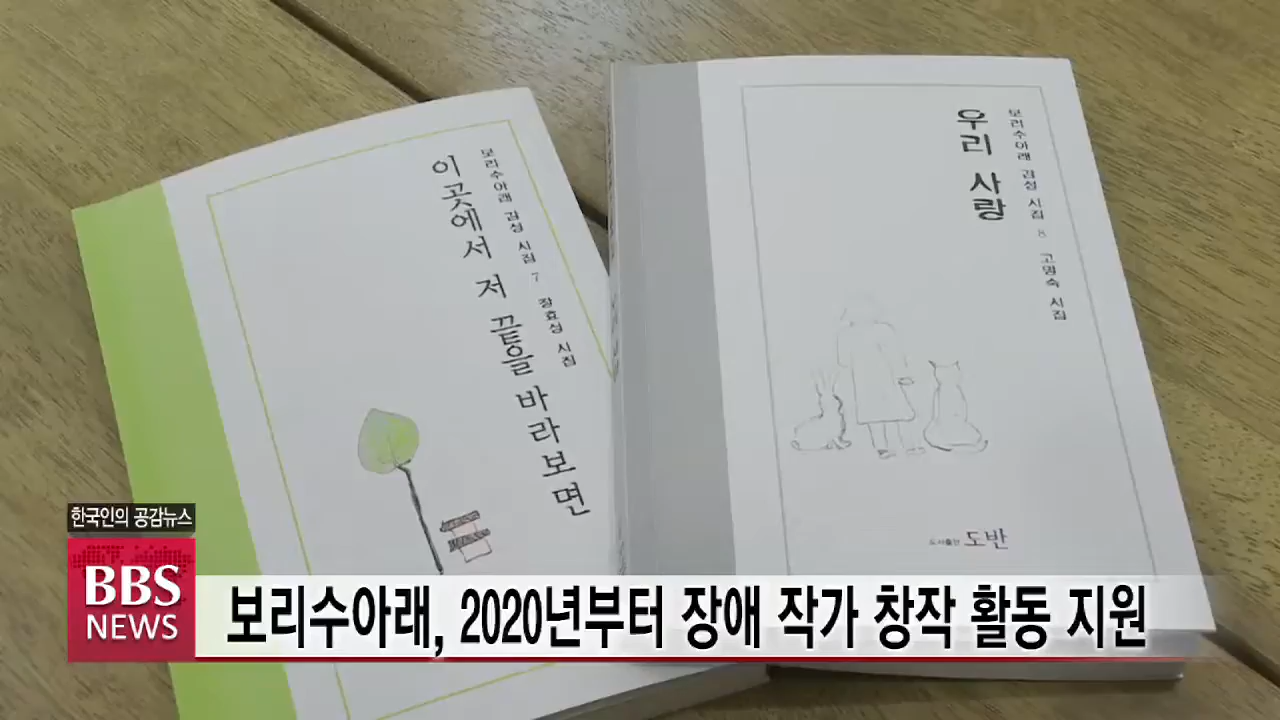 보리수아래 감성 시집 7 장효성 시집
이곳에서 저 끝을 바라보면
보리수아래 감성 시집 8 고명숙 시집
우리 사랑
도서출판 도반
한국인의 공감뉴스
BBS
NEWS
보리수아래, 2020년부터 장애 작가 창작 활동 지원